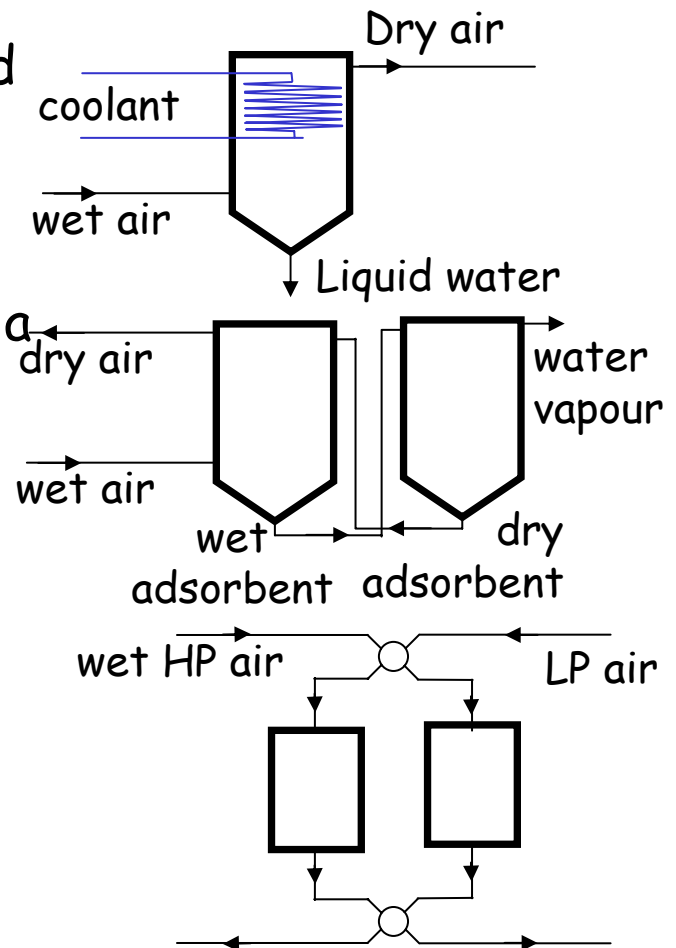 Dry air
d
coolant
wet air
Liquid water
a
dry air
water
vapour
wet air
wet
adsorbent
dry
adsorbent
wet HP air
LP air